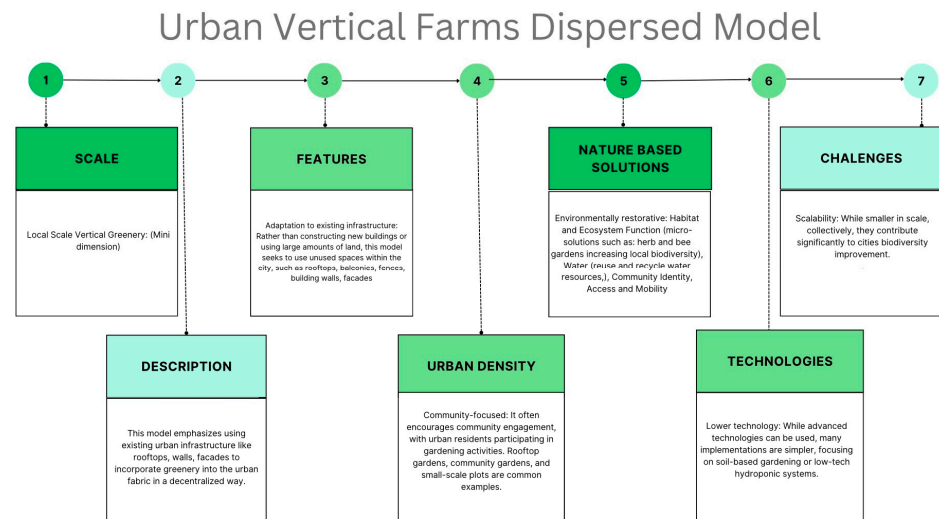 Urban Vertical Farms Dispersed Model
1
2
3
4
5
6
7
SCALE
Local Scale Vertical Greenery: (Mini
dimension)
FEATURES
Adaptation to existing infrastructure:
Rather than constructing new buildings or
using large amounts of land, this model
seeks to use unused spaces within the
city, such as rooftops, balconies, fences,
building walls, facades
NATURE BASED
SOLUTIONS
Environmentally restorative: Habitat
and Ecosystem Function (micro-
solutions such as: herb and bee
gardens increasing local biodiversity),
Water (reuse and recycle water
resources,), Community Identity,
Access and Mobility
CHALENGES
Scalability: While smaller in scale,
collectively, they contribute
significantly to cities biodiversity
improvement.
DESCRIPTION
This model emphasizes using
existing urban infrastructure like
rooftops, walls, facades to
incorporate greenery into the urban
fabric in a decentralized way.
URBAN DENSITY
Community-focused: It often
encourages community engagement,
with urban residents participating in
gardening activities. Rooftop
gardens, community gardens, and
small-scale plots are common
examples.
TECHNOLOGIES
Lower technology: While advanced
technologies can be used, many
implementations are simpler, focusing
on soil-based gardening or low-tech
hydroponic systems.